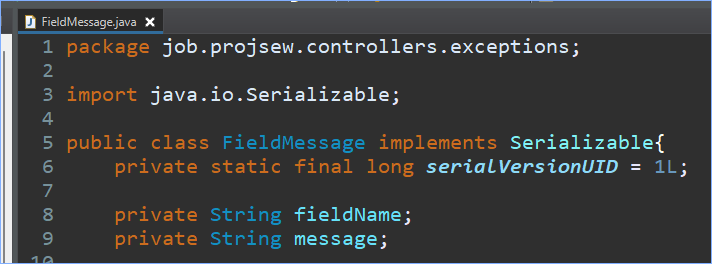 FieldMessage.java
1 package job.projsew.controllers.exceptions;
2
3 import java.io.Serializable;
4
5 public class FieldMessage implements Serializable{
6 private static final long serialVersionUID = 1L;
7
8 private String fieldName;
9 private String message;
10